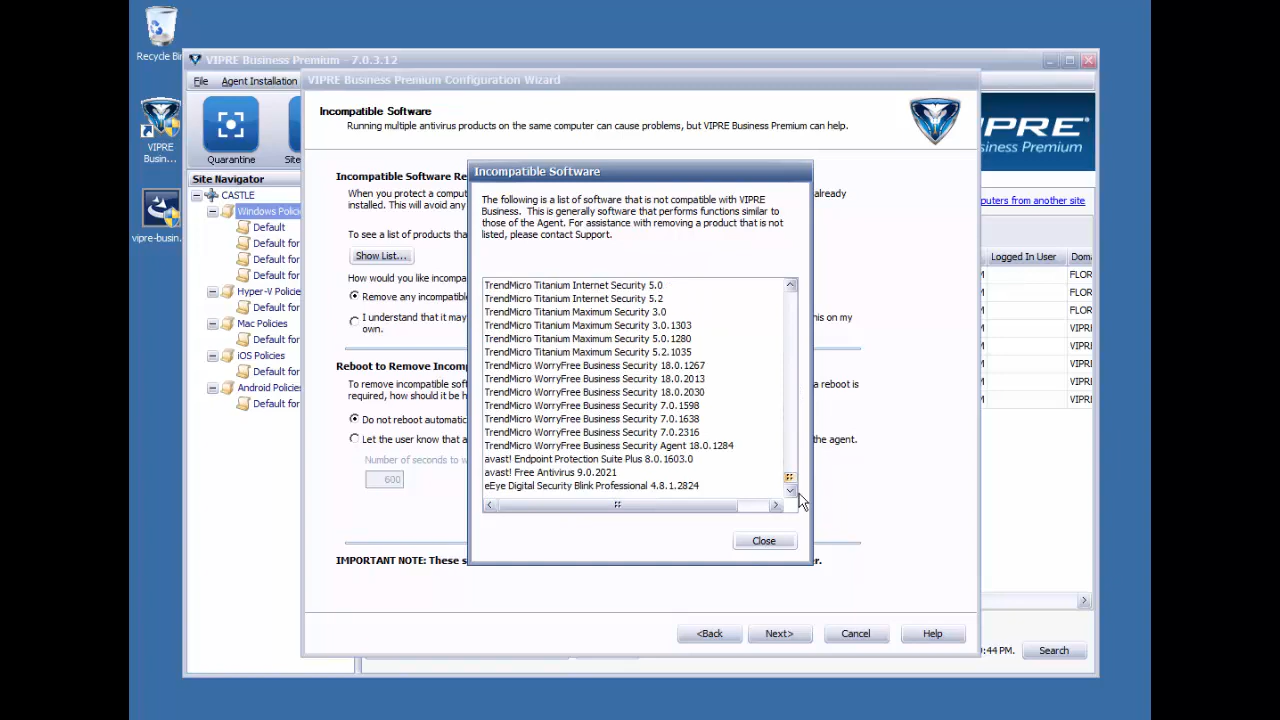 Recycle Bin
VIPRE Busin...
vipre-busin...
VIPRE Business Premium - 7.0.3.12
File Agent Installation
Quarantine Site
VIPRE Business Premium Configuration Wizard
Incompatible Software
Running multiple antivirus products on the same computer can cause problems, but VIPRE Business Premium can help.
PRE
siness Premium
Site Navigator
CASTLE
Windows Polici
Default
Default for
Default for
Default for
Hyper-V Policie
Default for
Mac Policies
Default for
iOS Policies
Default for
Android Policies
Default for
Incompatible Software Re
When you protect a compute already
installed. This will avoid any
To see a list of products tha
Show List...
How would you like incompa
Remove any incompatible
I understand that it may his on my
own.
Reboot to Remove Incomp
To remove incompatible soft a reboot is
required, how should it be h
Do not reboot automatic
Let the user know that a the agent.
Number of seconds to w
600
IMPORTANT NOTE: These s r.
Incompatible Software
The following is a list of software that is not compatible with VIPRE
Business. This is generally software that performs functions similar to
those of the Agent. For assistance with removing a product that is not
listed, please contact Support.
TrendMicro Titanium Internet Security 5.0
TrendMicro Titanium Internet Security 5.2
TrendMicro Titanium Maximum Security 3.0
TrendMicro Titanium Maximum Security 3.0.1303
TrendMicro Titanium Maximum Security 5.0.1280
TrendMicro Titanium Maximum Security 5.2.1035
TrendMicro WorryFree Business Security 18.0.1267
TrendMicro WorryFree Business Security 18.0.2013
TrendMicro WorryFree Business Security 18.0.2030
TrendMicro WorryFree Business Security 7.0.1598
TrendMicro WorryFree Business Security 7.0.1638
TrendMicro WorryFree Business Security 7.0.2316
TrendMicro WorryFree Business Security Agent 18.0.1284
avast! Endpoint Protection Suite Plus 8.0.1603.0
avast! Free Antivirus 9.0.2021
eEye Digital Security Blink Professional 4.8.1.2824
Close
<Back Next> Cancel Help
puters from another site
Logged In User Doma
FLOR
FLOR
FLOR
VIPRE
VIPRE
VIPRE
VIPRE
VIPRE
0:44 PM. Search